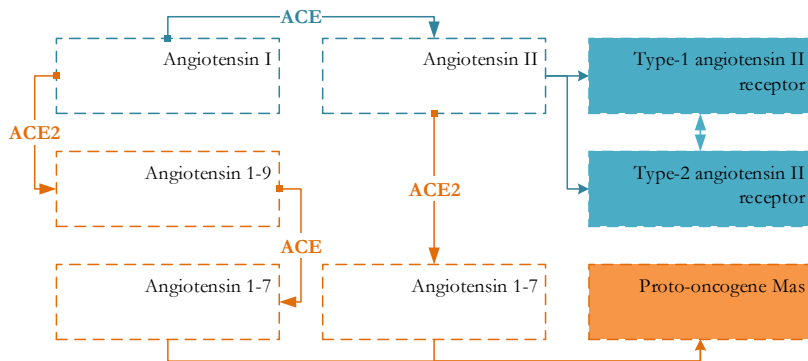 ACE
Angiotensin I
Angiotensin II
Type-1 angiotensin II
receptor
ACE2
Angiotensin 1-9
ACE2
Type-2 angiotensin II
receptor
ACE
Angiotensin 1-7
Angiotensin 1-7
Proto-oncogene Mas